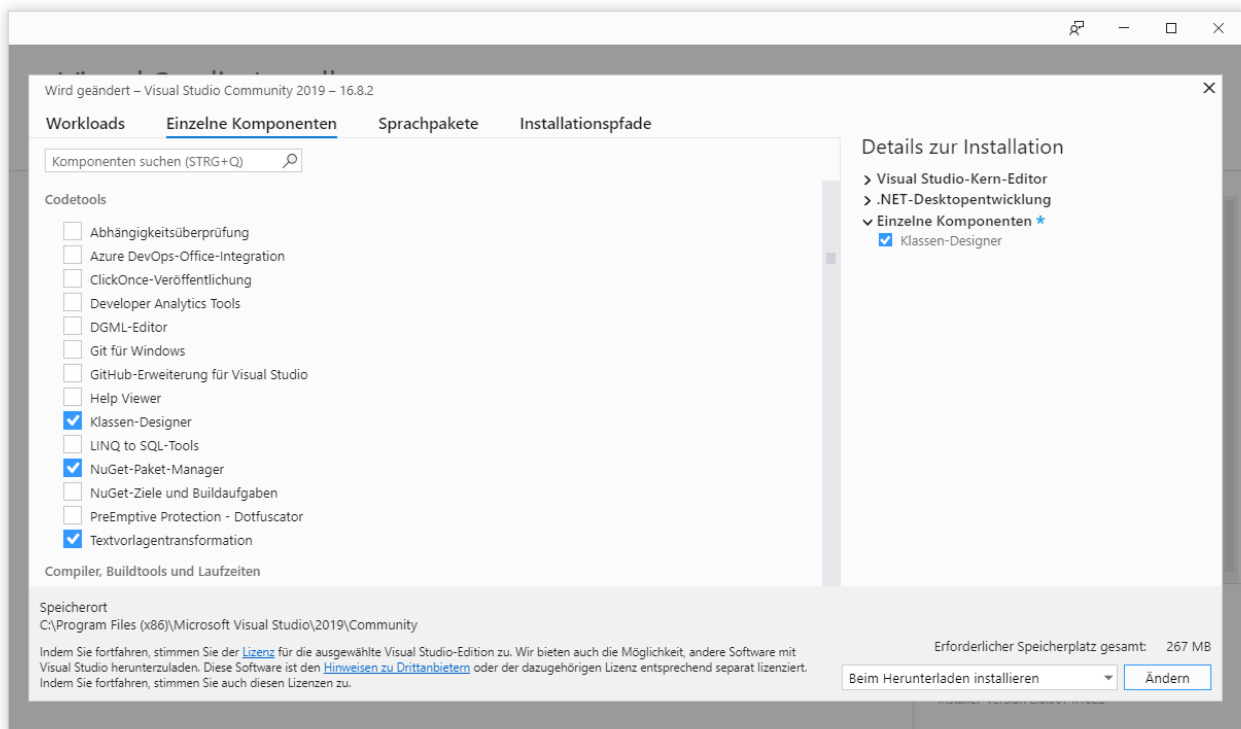 Wird geändert – Visual Studio Community 2019 – 16.8.2
Workloads Einzelne Komponenten Sprachpakete Installationspfade
Komponenten suchen (STRG+Q)
Codetools
Abhängigkeitsüberprüfung
Azure DevOps-Office-Integration
ClickOnce-Veröffentlichung
Developer Analytics Tools
DGML-Editor
Git für Windows
GitHub-Erweiterung für Visual Studio
Help Viewer
Klassen-Designer
LINQ to SQL-Tools
NuGet-Paket-Manager
NuGet-Ziele und Buildaufgaben
PreEmptive Protection - Dotfuscator
Textvorlagentransformation
Compiler, Buildtools und Laufzeiten
Details zur Installation
Visual Studio-Kern-Editor
.NET-Desktopentwicklung
Einzelne Komponenten *
Klassen-Designer
Speicherort
C:\Program Files (x86)\Microsoft Visual Studio\2019\Community
Indem Sie fortfahren, stimmen Sie der Lizenz für die ausgewählte Visual Studio-Edition zu. Wir bieten auch die Möglichkeit, andere Software mit
Visual Studio herunterzuladen. Diese Software ist den Hinweisen zu Drittanbietern oder der dazugehörigen Lizenz entsprechend separat lizenziert.
Indem Sie fortfahren, stimmen Sie auch diesen Lizenzen zu.
Erforderlicher Speicherplatz gesamt: 267 MB
Beim Herunterladen installieren
Ändern